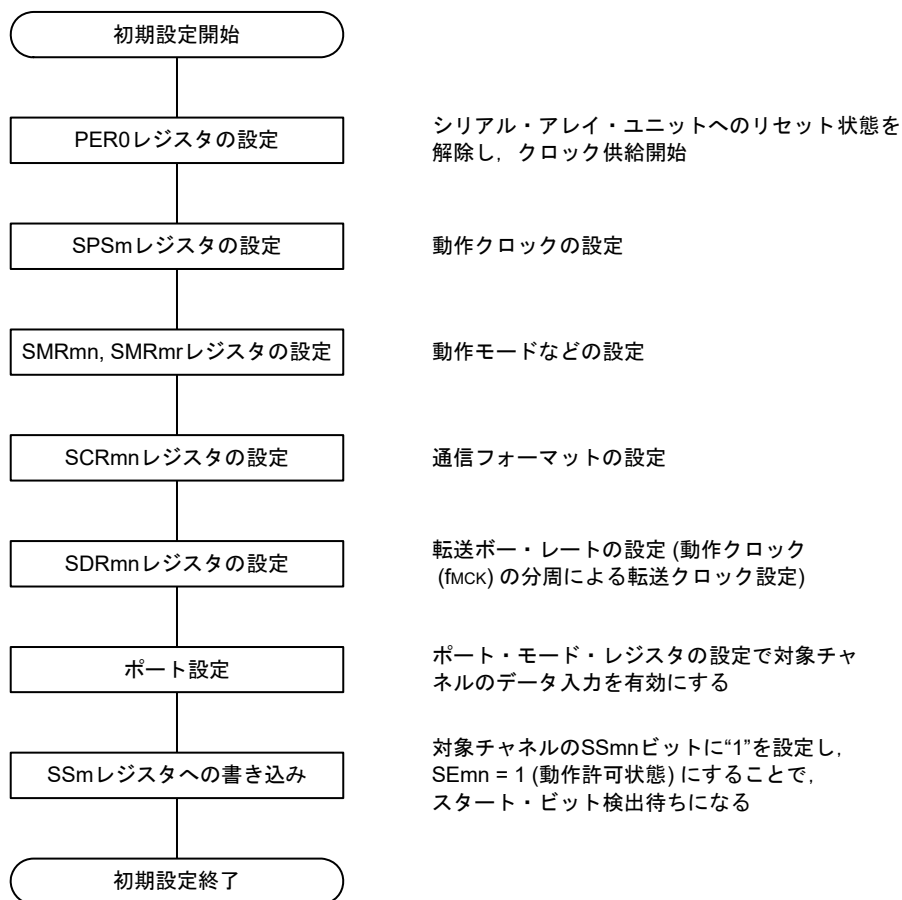 初期設定開始
PER0レジスタの設定
シリアル・アレイ・ユニットへのリセット状態を
解除し，クロック供給開始
SPSmレジスタの設定
動作クロックの設定
SMRmn, SMRmrレジスタの設定
動作モードなどの設定
SCRmnレジスタの設定
通信フォーマットの設定
SDRmnレジスタの設定
転送ボー・レートの設定 (動作クロック
(fMCK) の分周による転送クロック設定)
ポート設定
ポート・モード・レジスタの設定で対象チャ
ネルのデータ入力を有効にする
SSmレジスタへの書き込み
対象チャネルのSSmnビットに“1”を設定し，
SEmn = 1 (動作許可状態) にすることで，
スタート・ビット検出待ちになる
初期設定終了